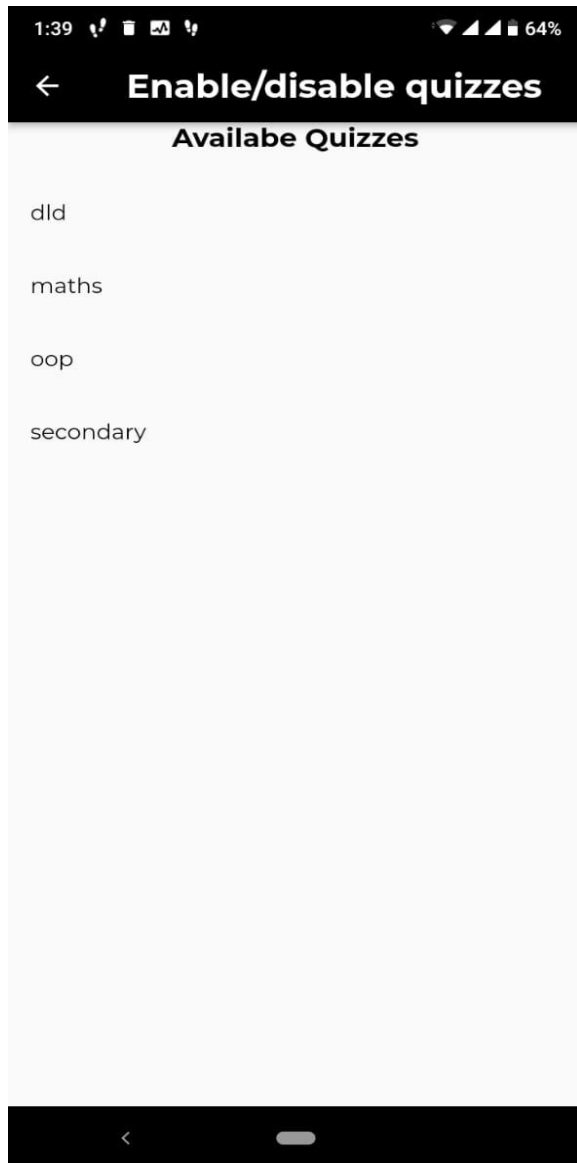 1:39 64%
Enable/disable quizzes
Availabe Quizzes
dld
maths
oop
secondary